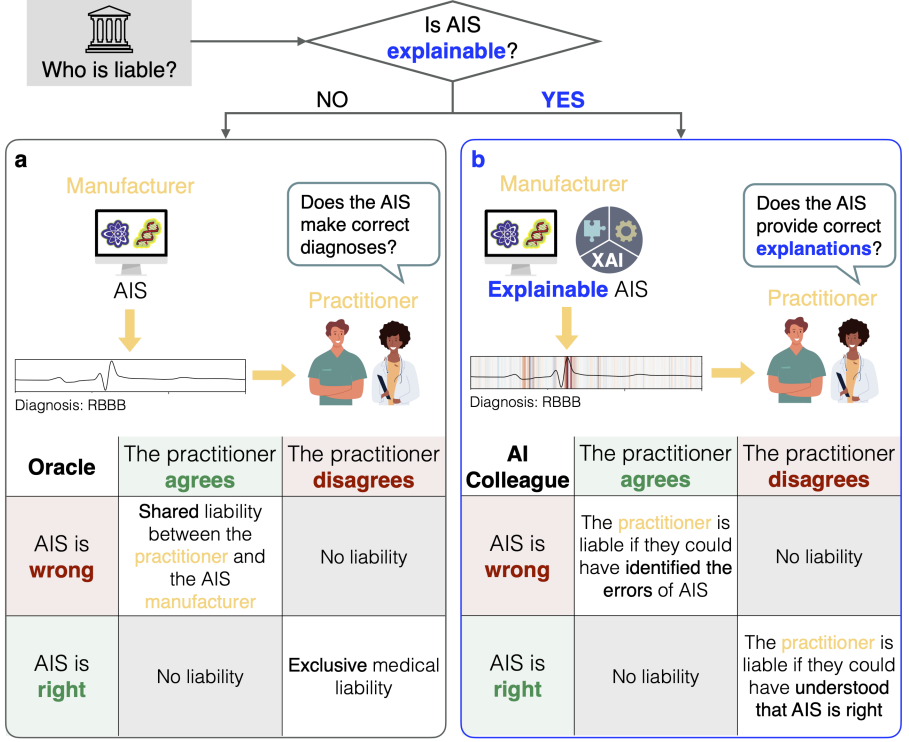 Who is liable?
Is AIS
explainable?
NO
YES
a
Manufacturer
AIS
Does the AIS
make correct
diagnoses?
Practitioner
Diagnosis: RBBB
Oracle
The practitioner
agrees
The practitioner
disagrees
AIS is
wrong
Shared liability
between the
practitioner and
the AIS
manufacturer
No liability
AIS is
right
No liability
Exclusive medical
liability
b
Manufacturer
XAI
Explainable AIS
Does the AIS
provide correct
explanations?
Practitioner
Diagnosis: RBBB
AI
Colleague
The practitioner
agrees
The practitioner
disagrees
AIS is
wrong
The practitioner is
liable if they could
have identified the
errors of AIS
No liability
AIS is
right
No liability
The practitioner is
liable if they could
have understood
that AIS is right